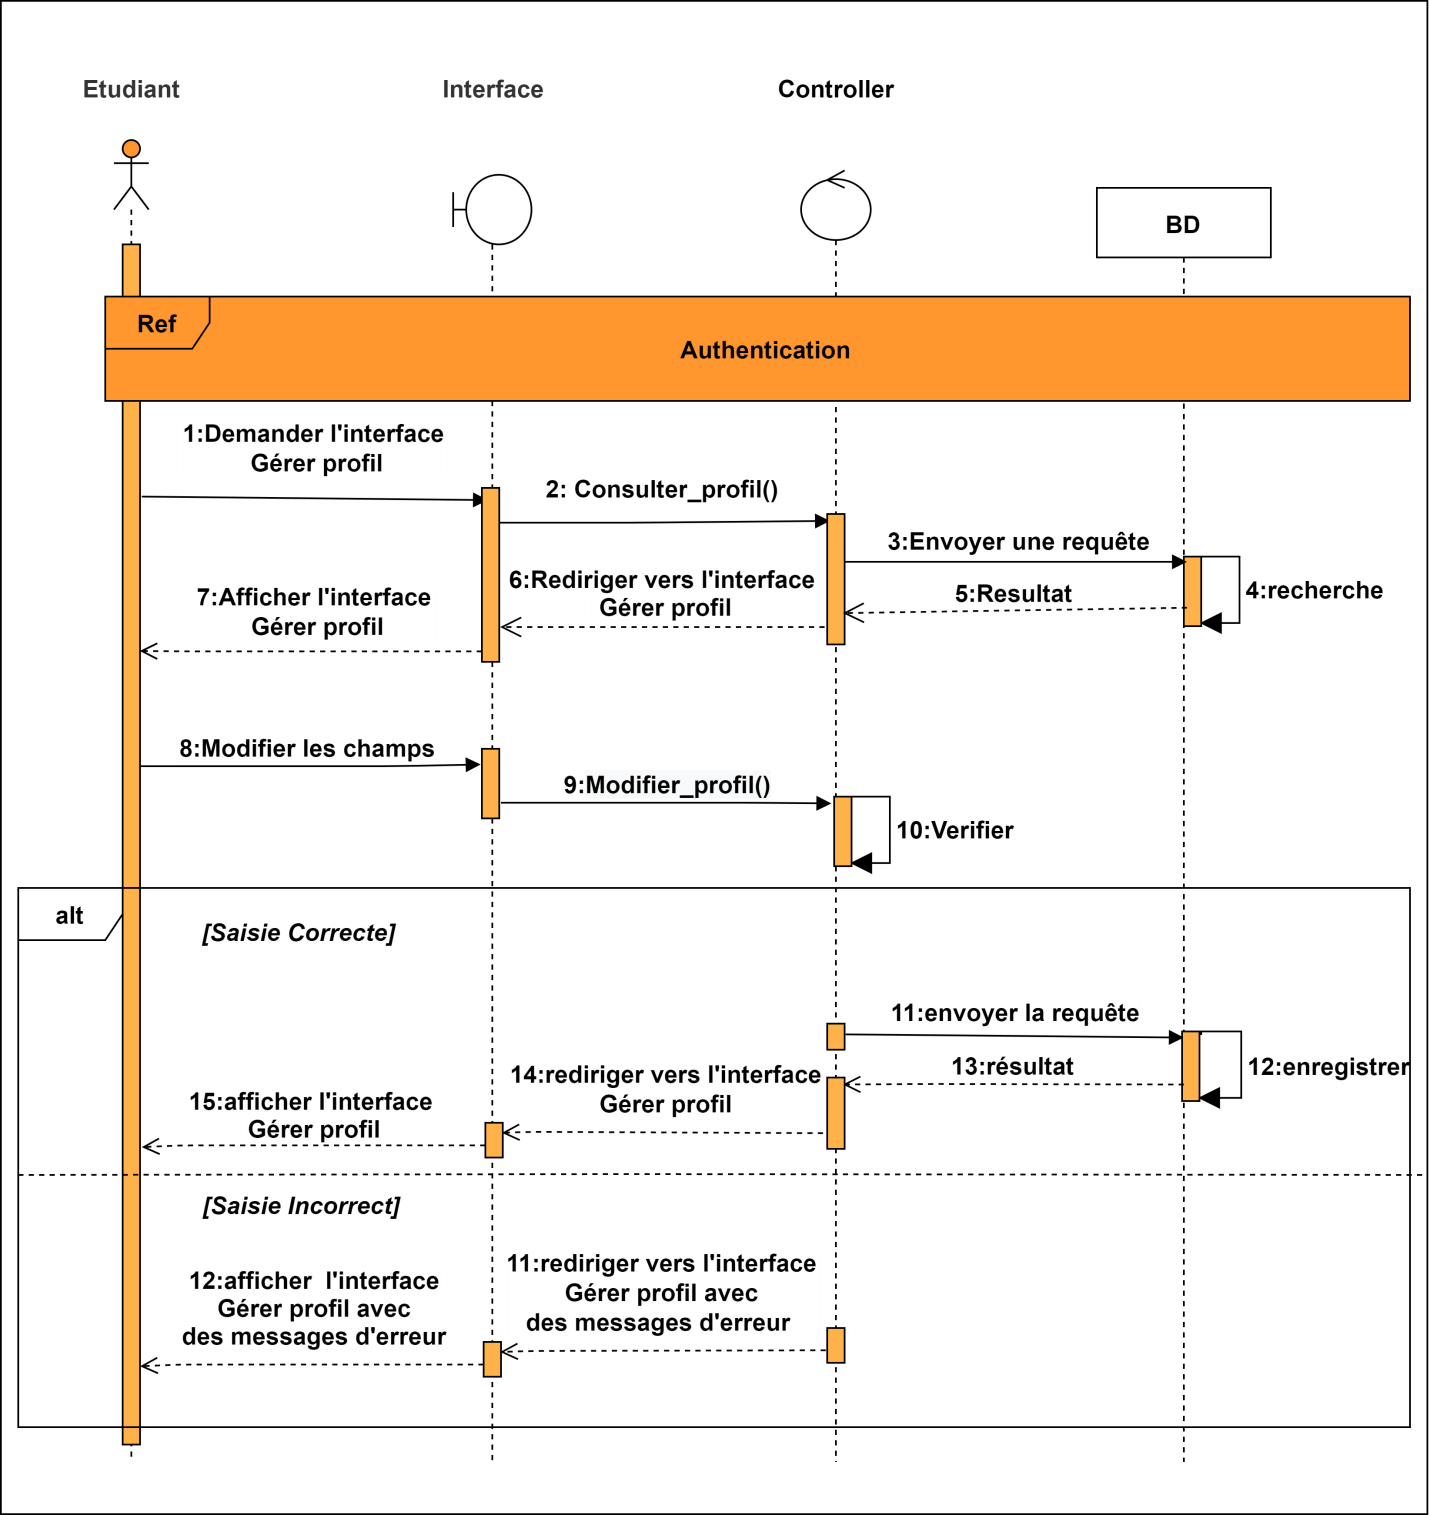 Etudiant
Interface
Controller
BD
Ref
Authentication
1:Demander l'interface
Gérer profil
2: Consulter_profil()
3:Envoyer une requête
4:recherche
5:Resultat
6:Rediriger vers l'interface
Gérer profil
7:Afficher l'interface
Gérer profil
8:Modifier les champs
9:Modifier_profil()
10:Verifier
alt
[Saisie Correcte]
11:envoyer la requête
12:enregistrer
13:résultat
14:rediriger vers l'interface
Gérer profil
15:afficher l'interface
Gérer profil
[Saisie Incorrect]
11:rediriger vers l'interface
Gérer profil avec
des messages d'erreur
12:afficher  l'interface
Gérer profil avec
des messages d'erreur